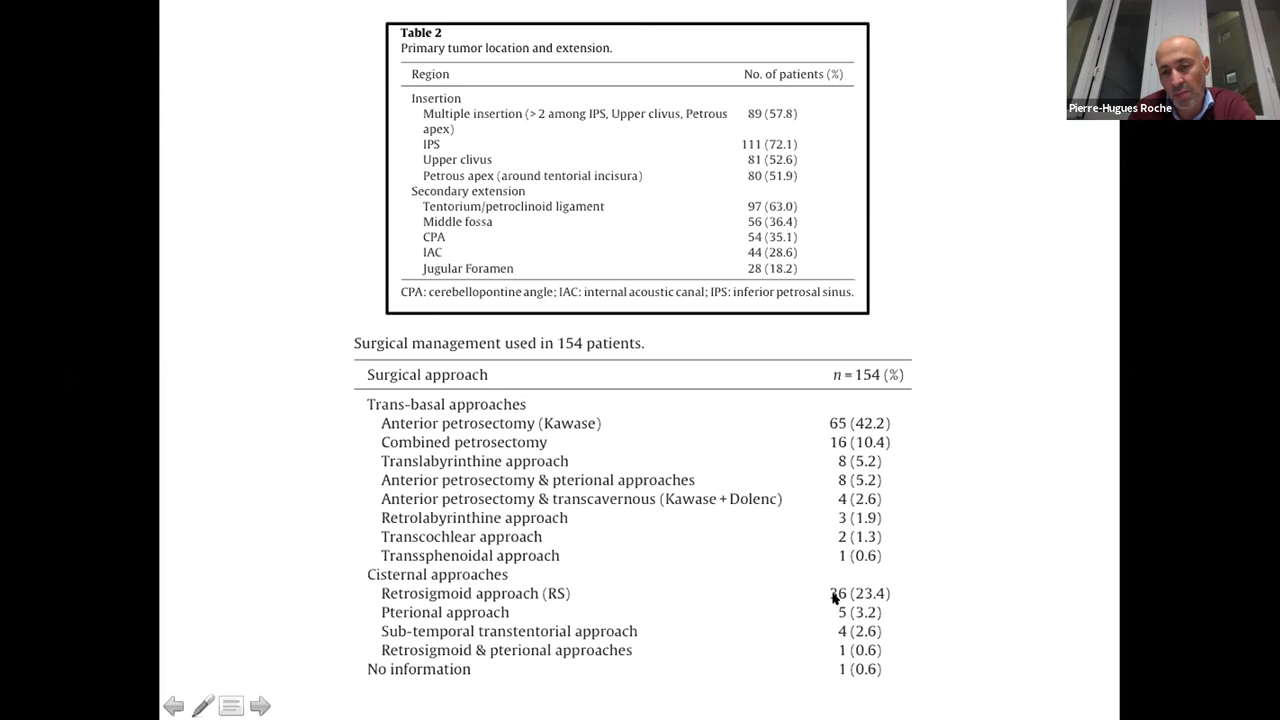 Table 2
Primary tumor location and extension.
Region No. of patients (%)
Insertion
Multiple insertion (> 2 among IPS, Upper clivus, Petrous 89 (57.8)
apex)
IPS 111 (72.1)
Upper clivus 81 (52.6)
Petrous apex (around tentorial incisura) 80 (51.9)
Secondary extension
Tentorium/petroclinoid ligament 97 (63.0)
Middle fossa 56 (36.4)
CPA 54 (35.1)
IAC 44 (28.6)
Jugular Foramen 28 (18.2)
CPA: cerebellopontine angle; IAC: internal acoustic canal; IPS: inferior petrosal sinus.
Pierre-Hugues Roche
Surgical management used in 154 patients.
Surgical approach n = 154 (%)
Trans-basal approaches
Anterior petrosectomy (Kawase) 65 (42.2)
Combined petrosectomy 16 (10.4)
Translabyrinthine approach 8 (5.2)
Anterior petrosectomy & pterional approaches 8 (5.2)
Anterior petrosectomy & transcavernous (Kawase + Dolenc) 4 (2.6)
Retrolabyrinthine approach 3 (1.9)
Transcochlear approach 2 (1.3)
Transsphenoidal approach 1 (0.6)
Cisternal approaches
Retrosigmoid approach (RS) 36 (23.4)
Pterional approach 5 (3.2)
Sub-temporal transtentorial approach 4 (2.6)
Retrosigmoid & pterional approaches 1 (0.6)
No information 1 (0.6)